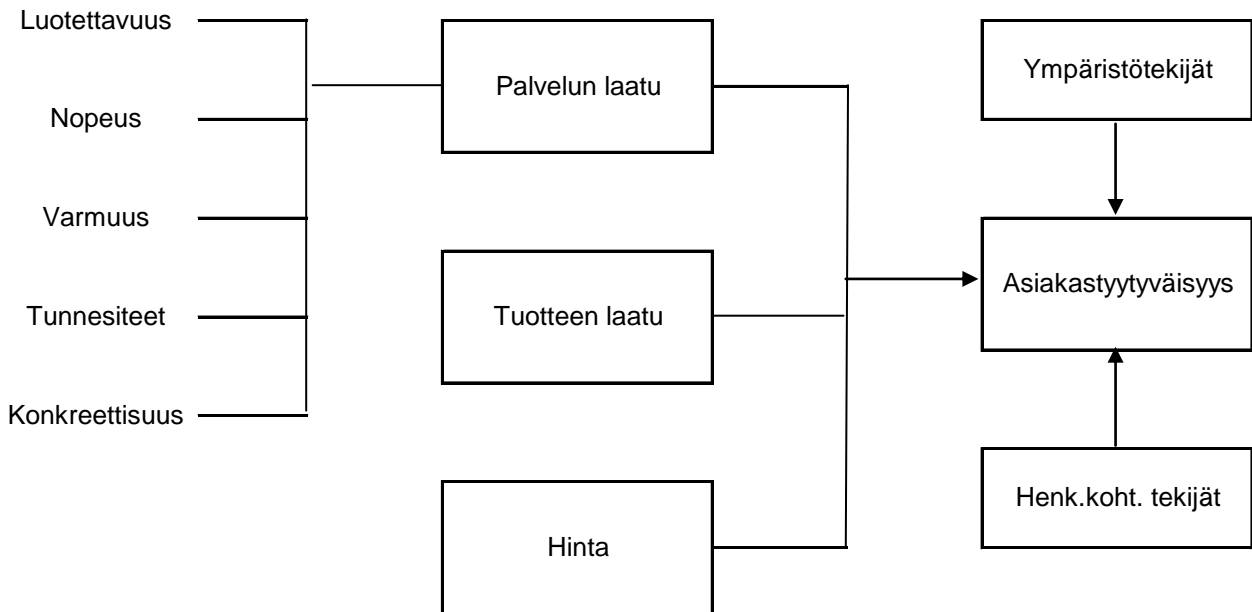 Luotettavuus
Nopeus
Varmuus
Tunnesiteet
Konkreettisuus
Palvelun laatu
Tuotteen laatu
Hinta
Ympäristötekijät
Asiakastyytyväisyys
Henk.koht. tekijät